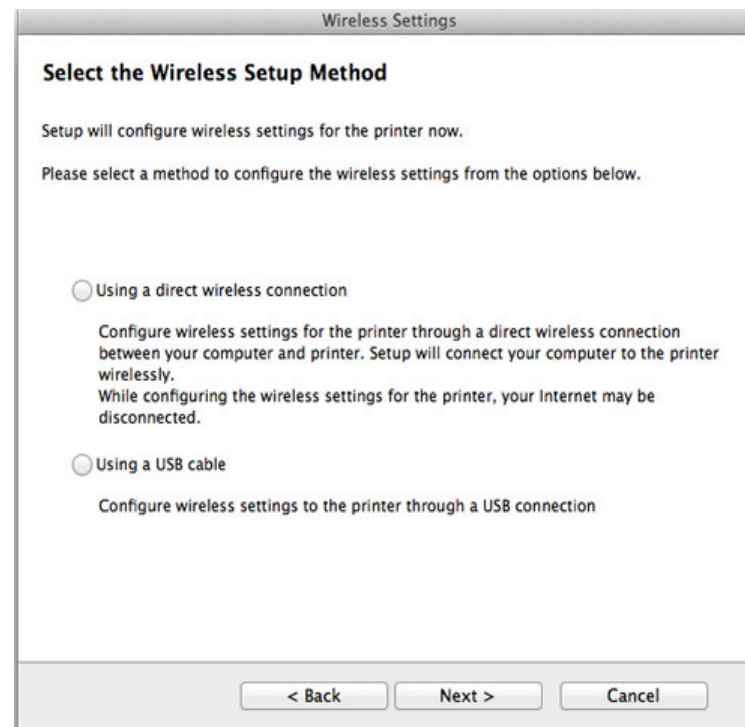 Wireless Settings
Select the Wireless Setup Method
Setup will configure wireless settings for the printer now.
Please select a method to configure the wireless settings from the options below.
Using a direct wireless connection
Configure wireless settings for the printer through a direct wireless connection
between your computer and printer. Setup will connect your computer to the printer
wirelessly.
While configuring the wireless settings for the printer, your Internet may be
disconnected.
Using a USB cable
Configure wireless settings to the printer through a USB connection
< Back Next > Cancel